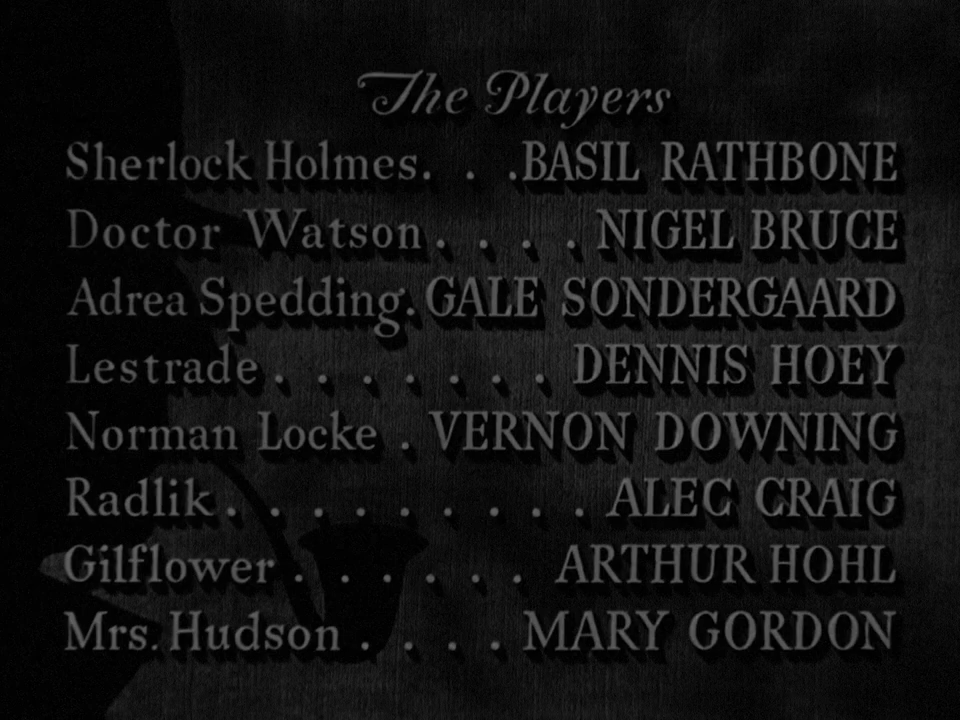 The Players
Sherlock Holmes. . .BASIL RATHBONE
Doctor Watson. . . . NIGEL BRUCE
Adrea Spedding. GALE SONDERGAARD
Lestrade . . . . . . . DENNIS HOEY
Norman Locke . VERNON DOWNING
Radlik. . . . . . . . . ALEC CRAIG
Gilflower . . . . . . ARTHUR HOHL
Mrs. Hudson . . . . MARY GORDON